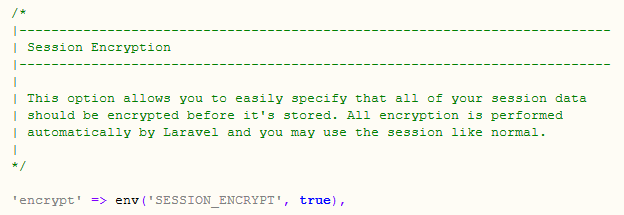 /*
|--------------------------------------------------------------------------
| Session Encryption
|--------------------------------------------------------------------------
|
| This option allows you to easily specify that all of your session data
| should be encrypted before it's stored. All encryption is performed
| automatically by Laravel and you may use the session like normal.
|
*/
'encrypt' => env('SESSION_ENCRYPT', true),